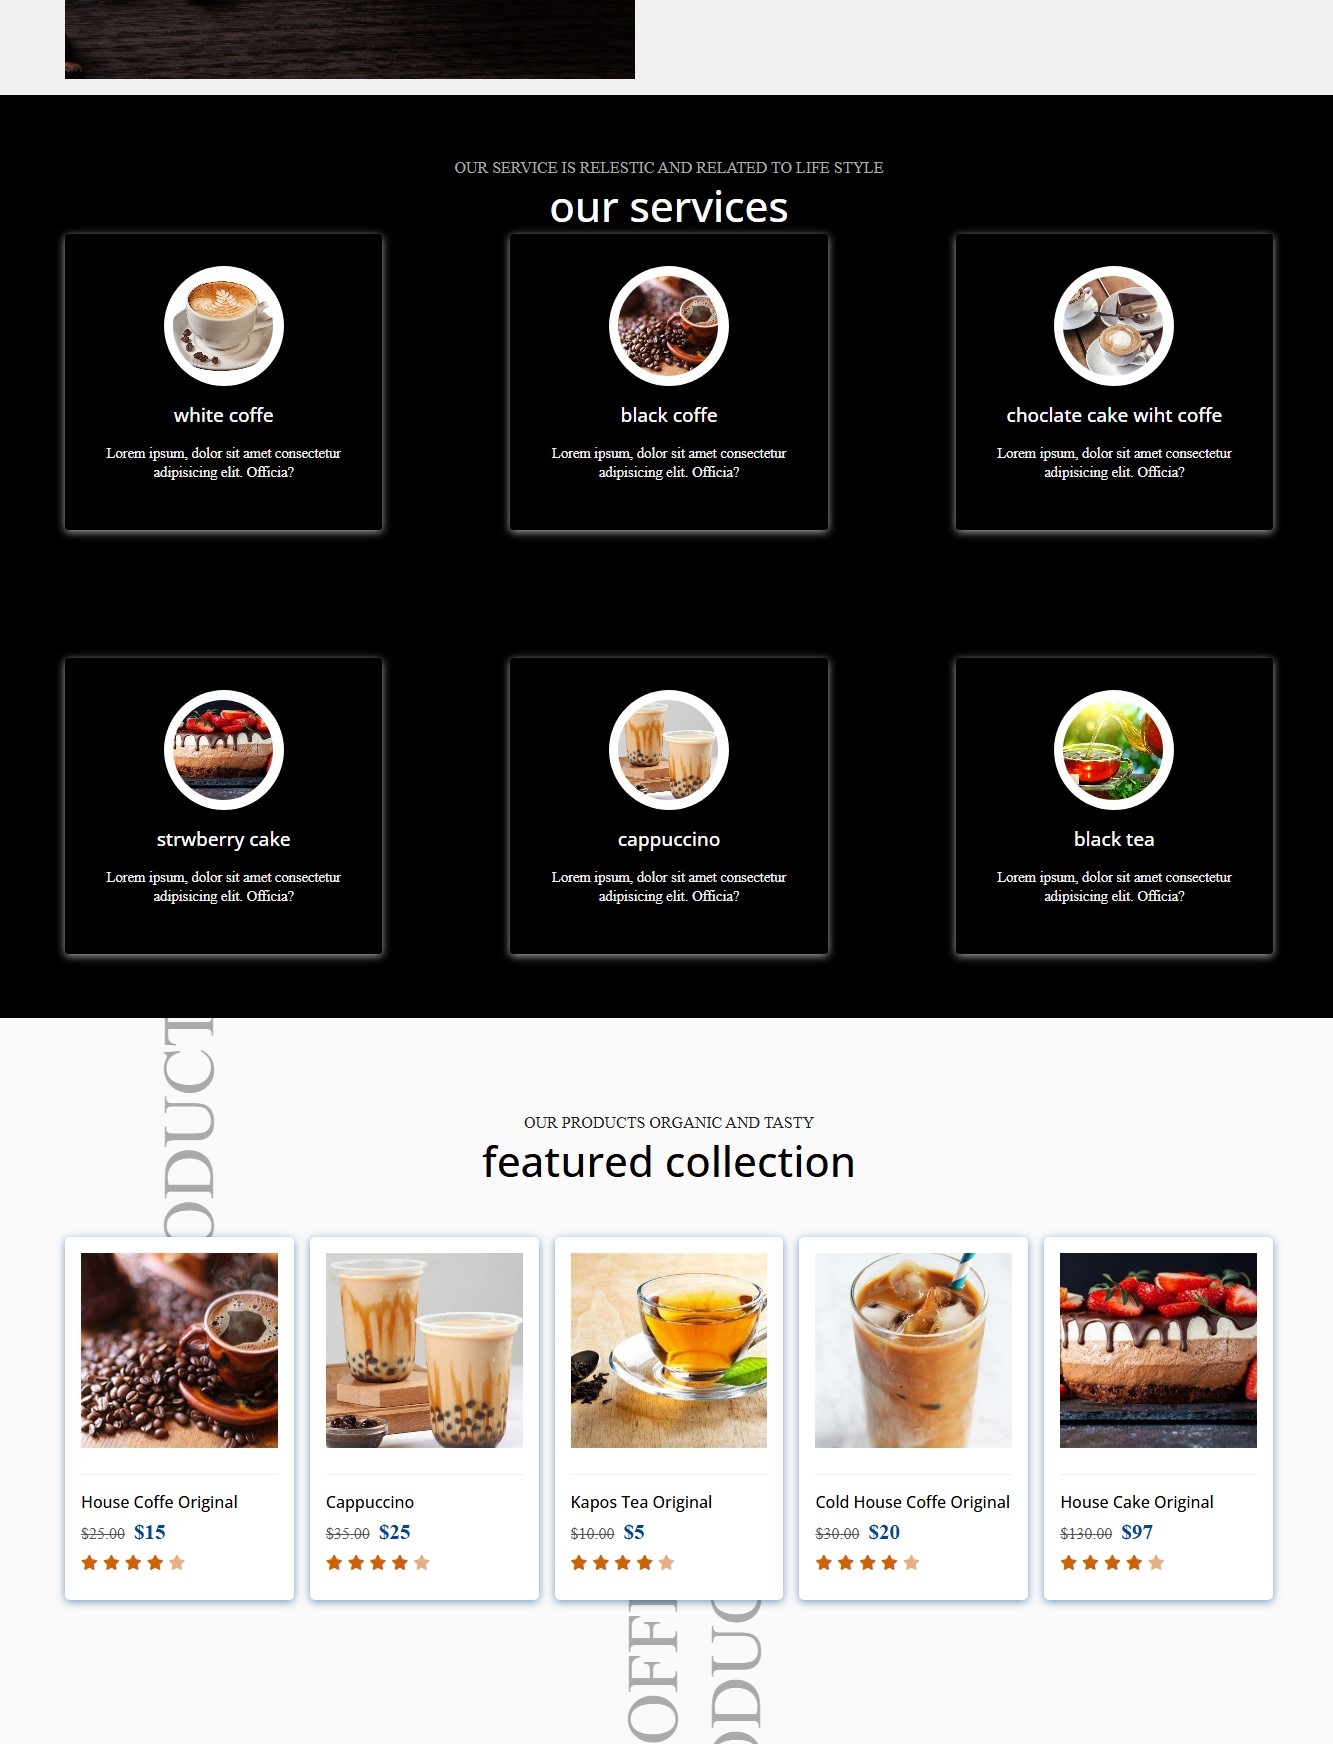 OUR SERVICE IS RELESTIC AND RELATED TO LIFE STYLE
our services
white coffe
Lorem ipsum, dolor sit amet consectetur
adipisicing elit. Officia?
black coffe
Lorem ipsum, dolor sit amet consectetur
adipisicing elit. Officia?
choclate cake wiht coffe
Lorem ipsum, dolor sit amet consectetur
adipisicing elit. Officia?
strwberry cake
Lorem ipsum, dolor sit amet consectetur
adipisicing elit. Officia?
cappuccino
Lorem ipsum, dolor sit amet consectetur
adipisicing elit. Officia?
black tea
Lorem ipsum, dolor sit amet consectetur
adipisicing elit. Officia?
ODUCT
OUR PRODUCTS ORGANIC AND TASTY
featured collection
House Coffe Original
$25.00 $15
Cappuccino
$35.00 $25
Kapos Tea Original
$10.00 $5
Cold House Coffe Original
$30.00 $20
House Cake Original
$130.00 $97
OFF
ODUC